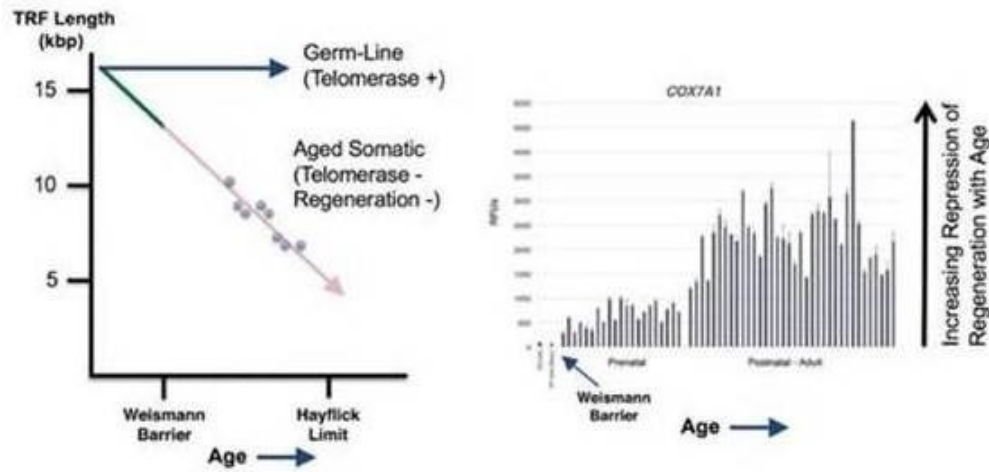 TRF Length
(kbp)
15
10
5
Germ-Line
(Telomerase +)
Aged Somatic
(Telomerase -
Regeneration -)
Weismann
Barrier
Hayflick
Limit
Age
COX7A1
RFUs
Prenatal
Postnatal - Adult
Weismann
Barrier
Age
Increasing Repression of
Regeneration with Age